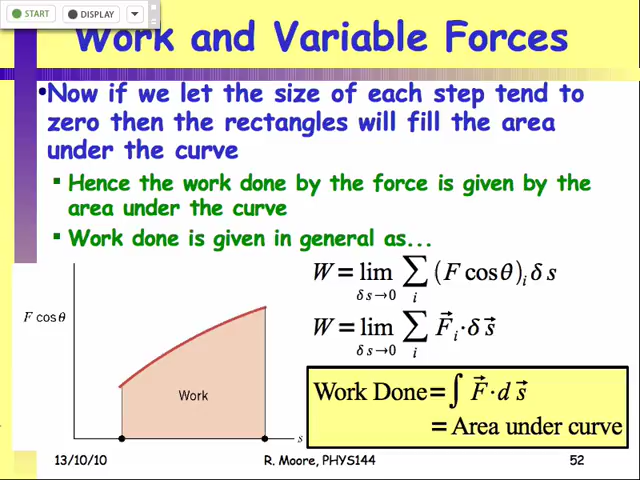 START DISPLAY
Work and Variable Forces
•Now if we let the size of each step tend to
zero then the rectangles will fill the area
under the curve
▪ Hence the work done by the force is given by the
area under the curve
▪ Work done is given in general as...
W = lim ∑ (F cosθ)ᵢ δs
δs→0 i
W = lim ∑ F⃗ᵢ·δs⃗
δs→0 i
F cosθ
Work
s
Work Done = ∫ F⃗·d s⃗
= Area under curve
13/10/10 R. Moore, PHYS144 52